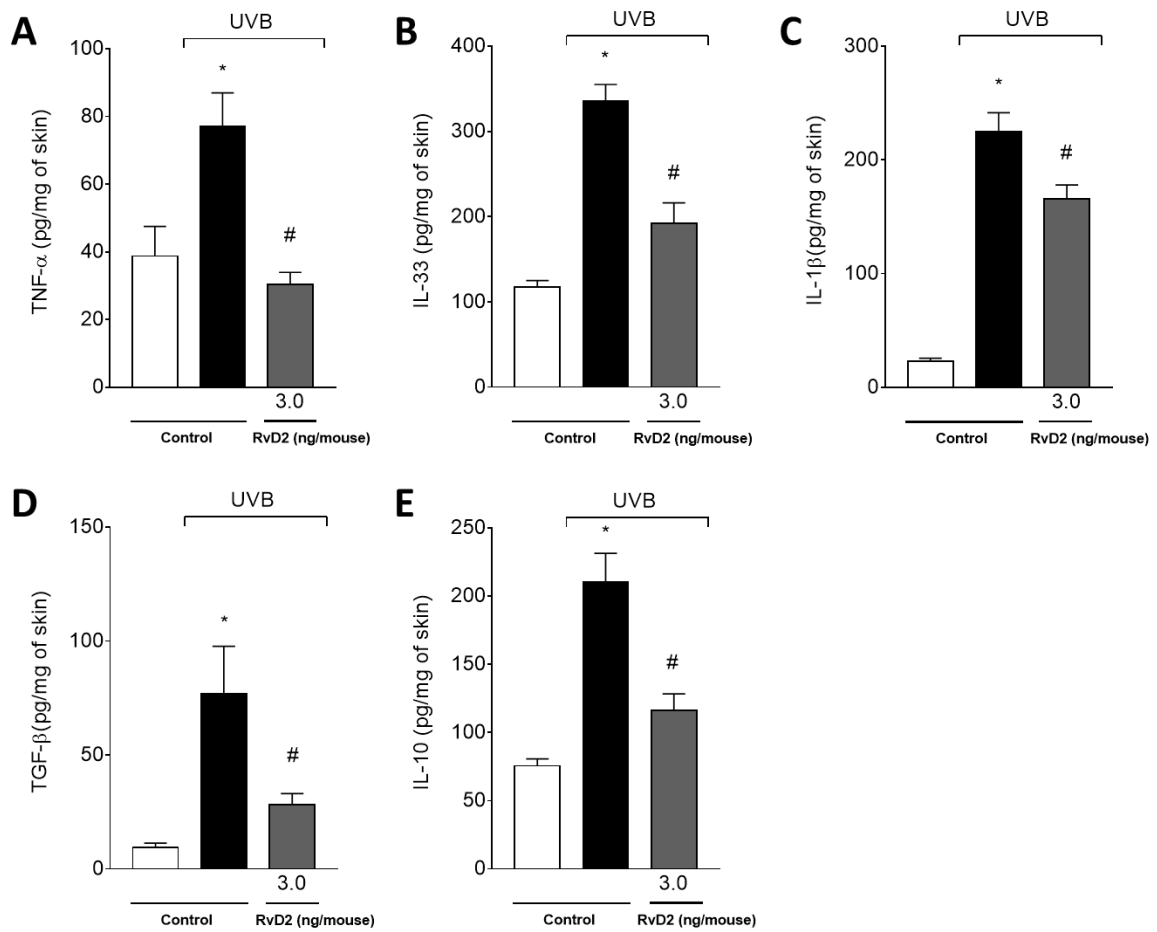 A
UVB
100
80
60
40
20
0
TNF-α (pg/mg of skin)
*
#
3.0
Control
RvD2 (ng/mouse)
B
UVB
400
300
200
100
0
IL-33 (pg/mg of skin)
*
#
3.0
Control
RvD2 (ng/mouse)
C
UVB
300
200
100
0
IL-1β(pg/mg of skin)
*
#
3.0
Control
RvD2 (ng/mouse)
D
UVB
150
100
50
0
TGF-β(pg/mg of skin)
*
#
3.0
Control
RvD2 (ng/mouse)
E
UVB
250
200
150
100
50
0
IL-10 (pg/mg of skin)
*
#
3.0
Control
RvD2 (ng/mouse)